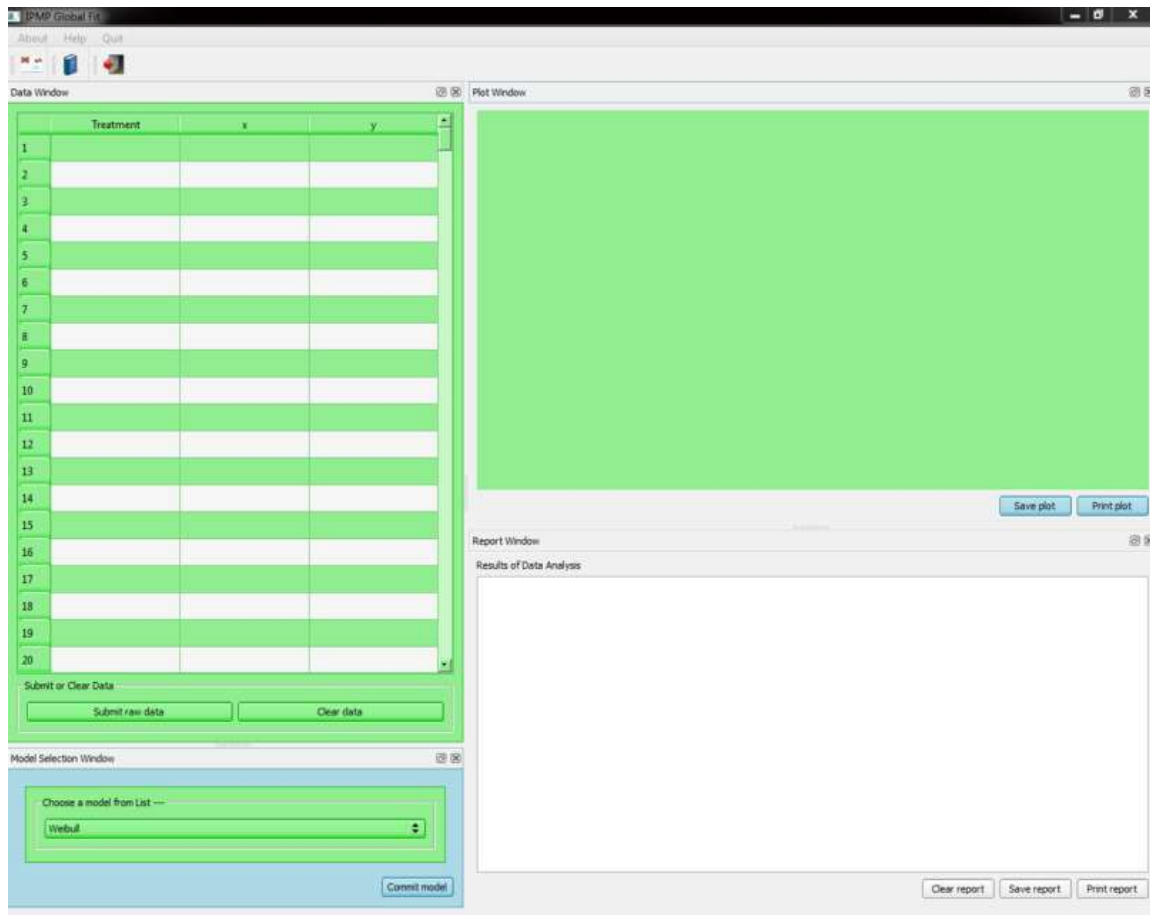 IPMP Global Fit
About Help Quit
Data Window
Treatment x y
1
2
3
4
5
6
7
8
9
10
11
12
13
14
15
16
17
18
19
20
Submit or Clear Data
Submit raw data Clear data
Model Selection Window
Choose a model from List ---
Weibull
Commit model
Plot Window
Save plot Print plot
Report Window
Results of Data Analysis
Clear report Save report Print report